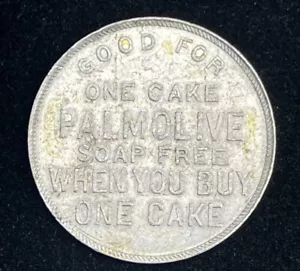 GOOD FOR
ONE CAKE
PALMOLIVE
SOAP FREE
WHEN YOU BUY
ONE CAKE